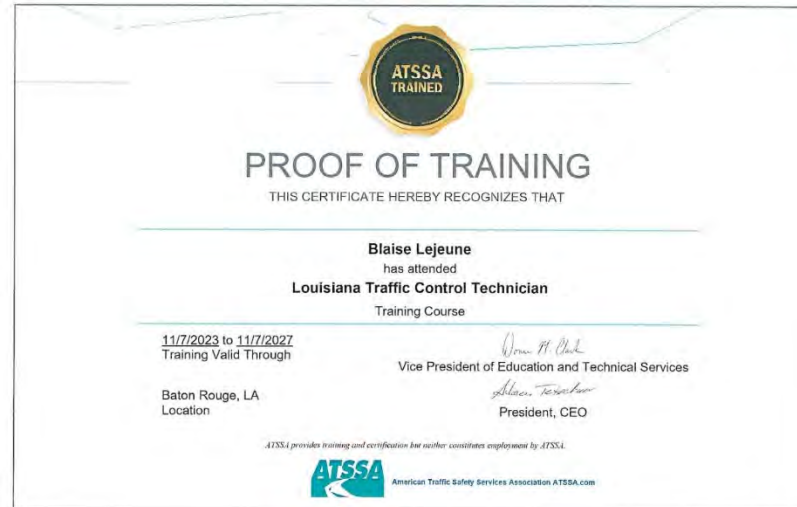 ATSSA
TRAINED
PROOF OF TRAINING
THIS CERTIFICATE HEREBY RECOGNIZES THAT
Blaise Lejeune
has attended
Louisiana Traffic Control Technician
Training Course
11/7/2023 to 11/7/2027
Training Valid Through
Vice President of Education and Technical Services
Baton Rouge, LA
Location
President, CEO
ATSSA provides training and certification but neither constitutes employment by ATSSA.
ATSSA
American Traffic Safety Services Association ATSSA.com